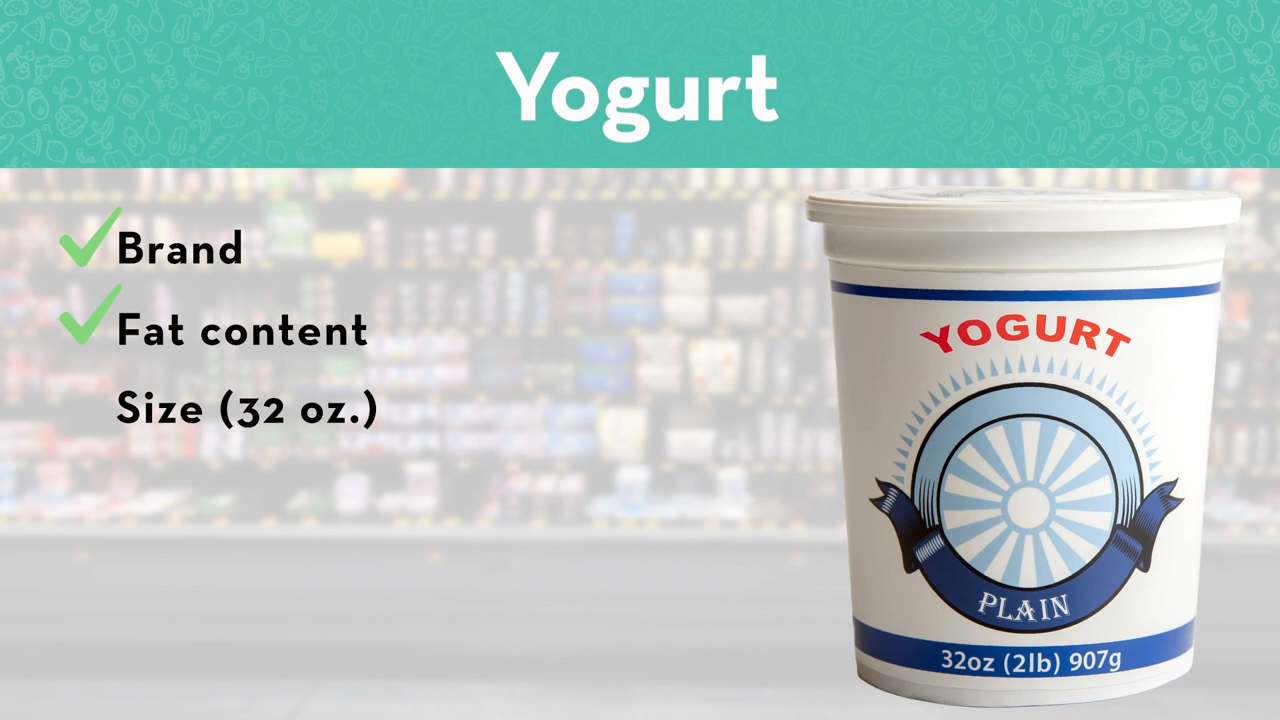 Yogurt
Brand
Fat content
Size (32 oz.)
YOGURT
PLAIN
32oz (2lb) 907g